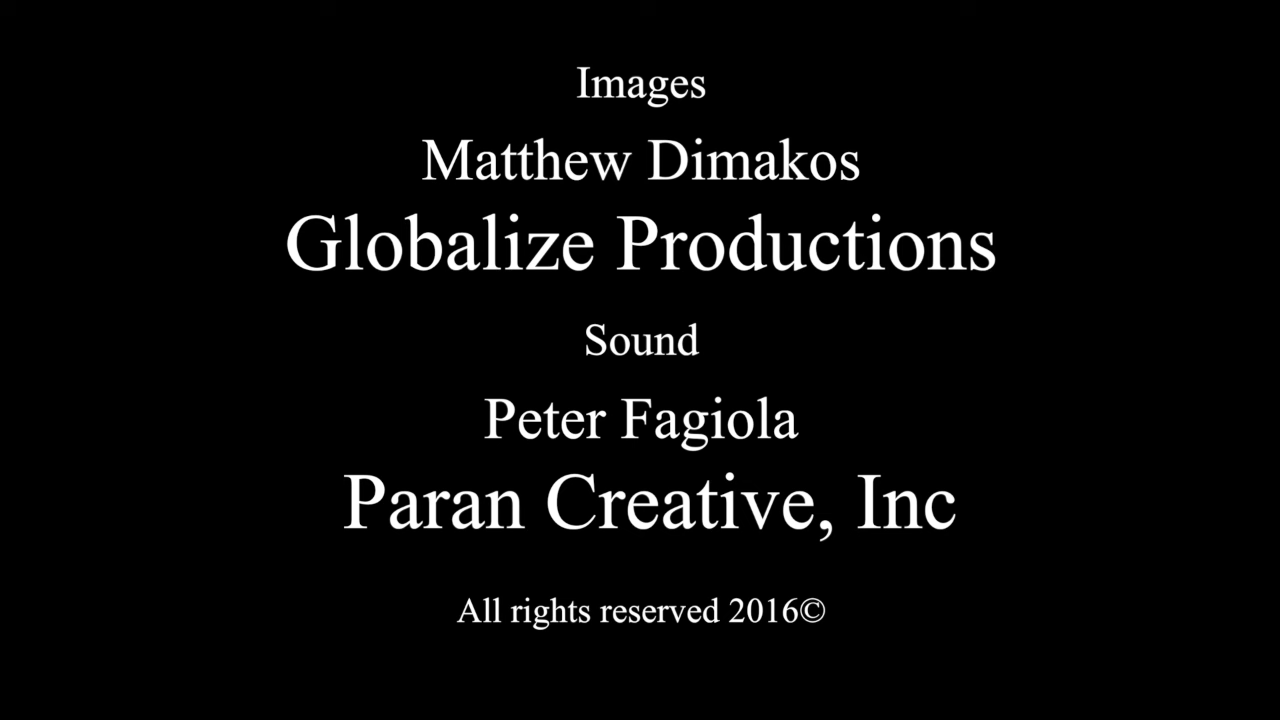 Images
Matthew Dimakos
Globalize Productions
Sound
Peter Fagiola
Paran Creative, Inc
All rights reserved 2016©